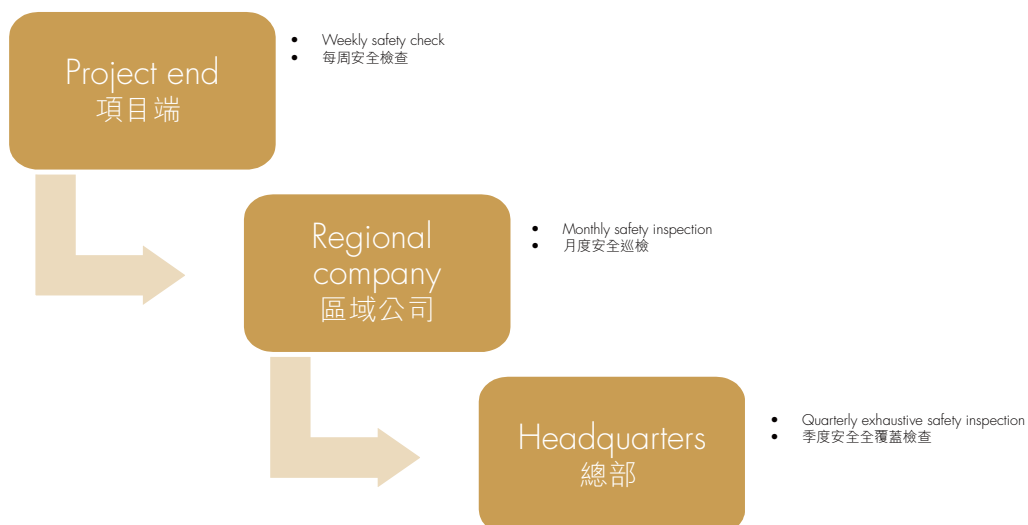 Project end
項目端
• Weekly safety check
• 每周安全檢查
Regional
company
區域公司
• Monthly safety inspection
• 月度安全巡檢
Headquarters
總部
• Quarterly exhaustive safety inspection
• 季度安全全覆蓋檢查